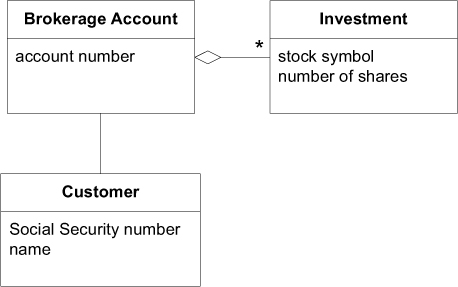 Brokerage Account
account number
*
Investment
stock symbol
number of shares
Customer
Social Security number
name